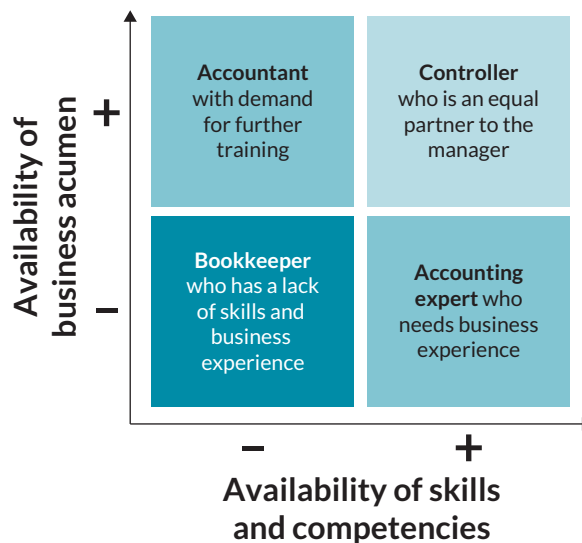 Availability of
business acumen
+
−
Accountant
with demand
for further
training
Controller
who is an equal
partner to the
manager
Bookkeeper
who has a lack
of skills and
business
experience
Accounting
expert who
needs business
experience
−
+
Availability of skills
and competencies